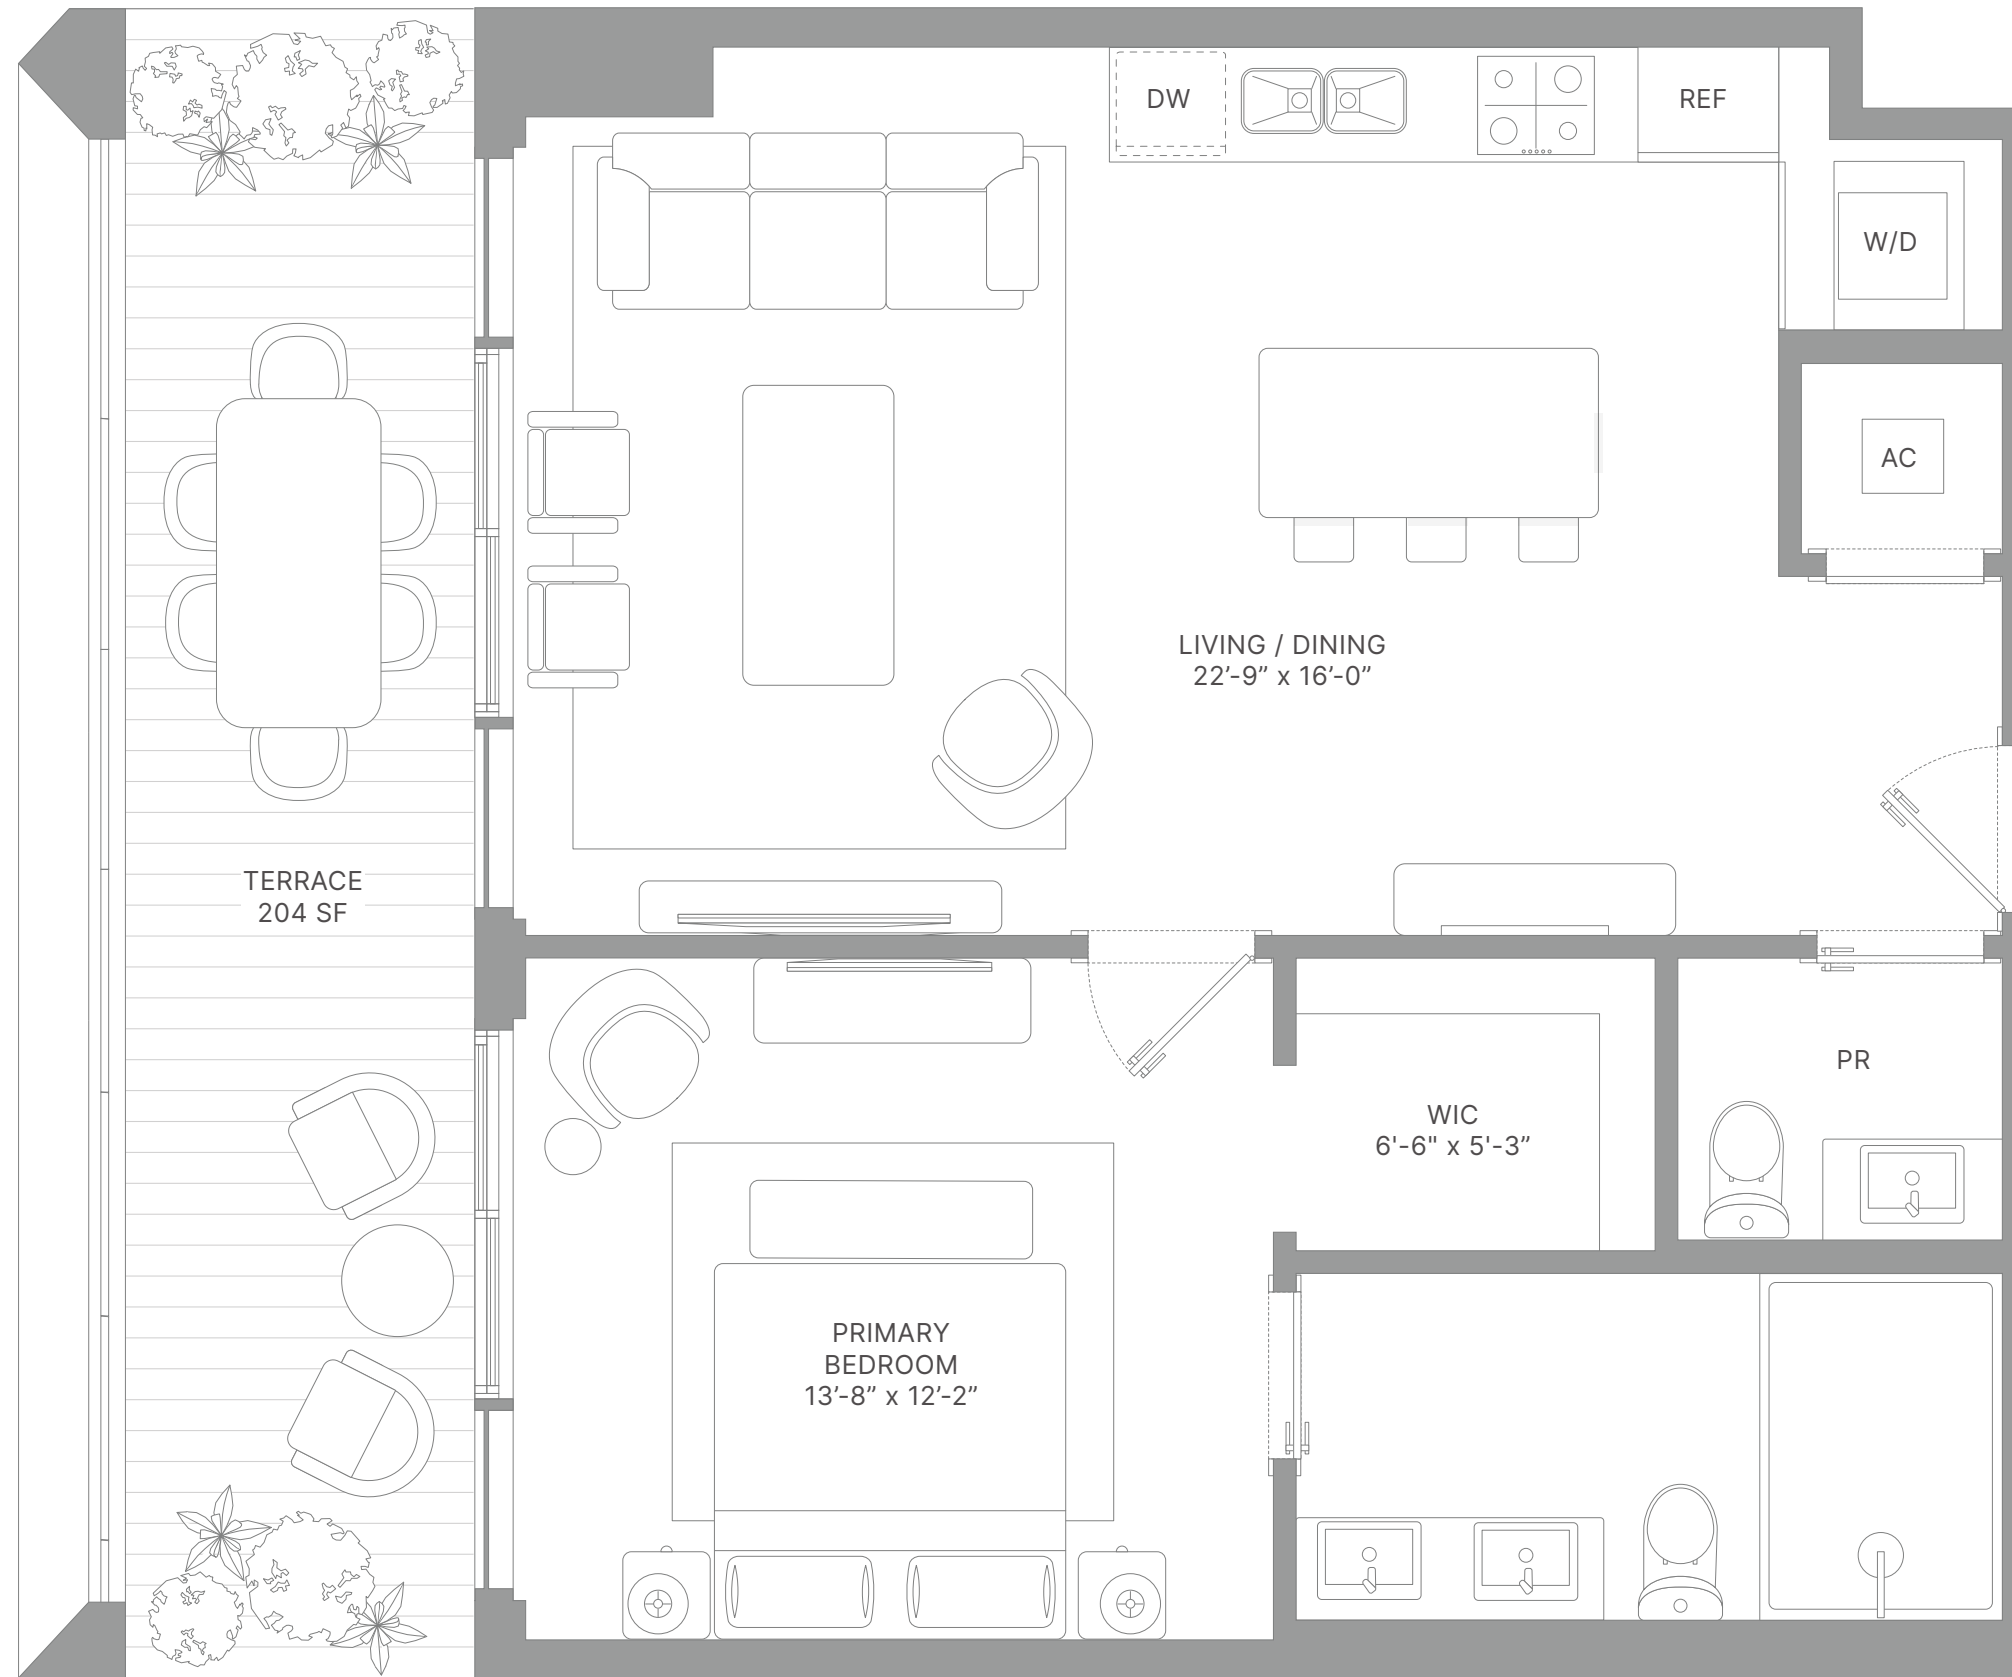 DW
REF
W/D
AC
LIVING / DINING
22’-9” x 16’-0”
TERRACE
204 SF
PR
WIC
6'-6" x 5'-3”
PRIMARY
BEDROOM
13’-8” x 12’-2”